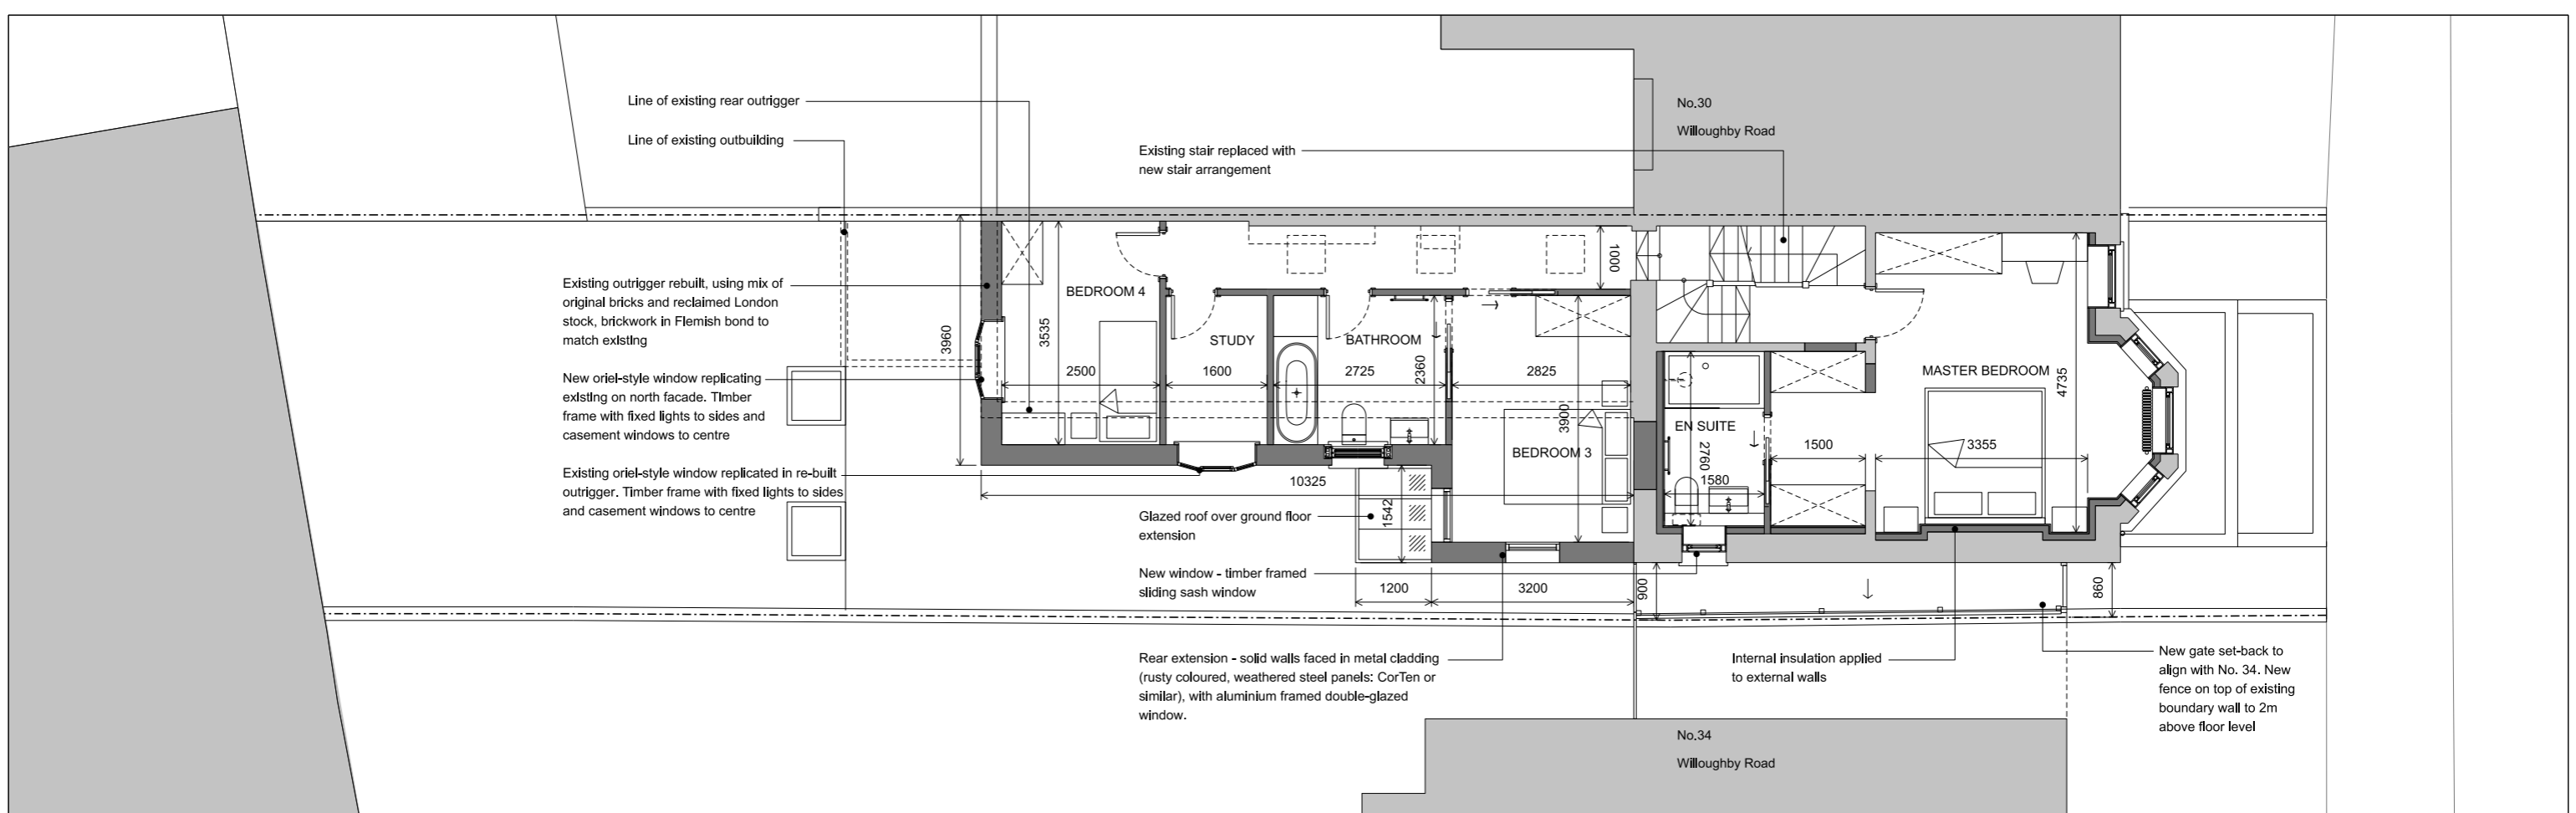 Line of existing rear outrigger
Line of existing outbuilding
Existing stair replaced with
new stair arrangement
No.30
Willoughby Road
Existing outrigger rebuilt, using mix of
original bricks and reclaimed London
stock, brickwork in Flemish bond to
match existing
New oriel-style window replicating
existing on north facade. Timber
frame with fixed lights to sides and
casement windows to centre
Existing oriel-style window replicated in re-built
outrigger. Timber frame with fixed lights to sides
and casement windows to centre
3960
3535
BEDROOM 4
2500
STUDY
1600
BATHROOM
2725
2360
1000
2825
3900
BEDROOM 3
EN SUITE
2760
1580
1500
MASTER BEDROOM
4735
3355
10325
1542
Glazed roof over ground floor
extension
New window - timber framed
sliding sash window
1200
3200
900
860
Rear extension - solid walls faced in metal cladding
(rusty coloured, weathered steel panels: CorTen or
similar), with aluminium framed double-glazed
window.
Internal insulation applied
to external walls
New gate set-back to
align with No. 34. New
fence on top of existing
boundary wall to 2m
above floor level
No.34
Willoughby Road